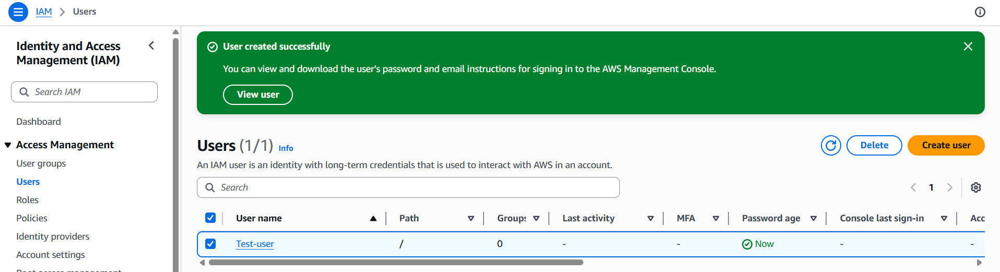 IAM > Users
Identity and Access
Management (IAM)
Search IAM
Dashboard
Access Management
User groups
Users
Roles
Policies
Identity providers
Account settings
User created successfully
You can view and download the user's password and email instructions for signing in to the AWS Management Console.
View user
Users (1/1) Info
Delete
Create user
An IAM user is an identity with long-term credentials that is used to interact with AWS in an account.
Search
1
User name Path Groups Last activity MFA Password age Console last sign-in Acc
Test-user / 0 - - Now - -